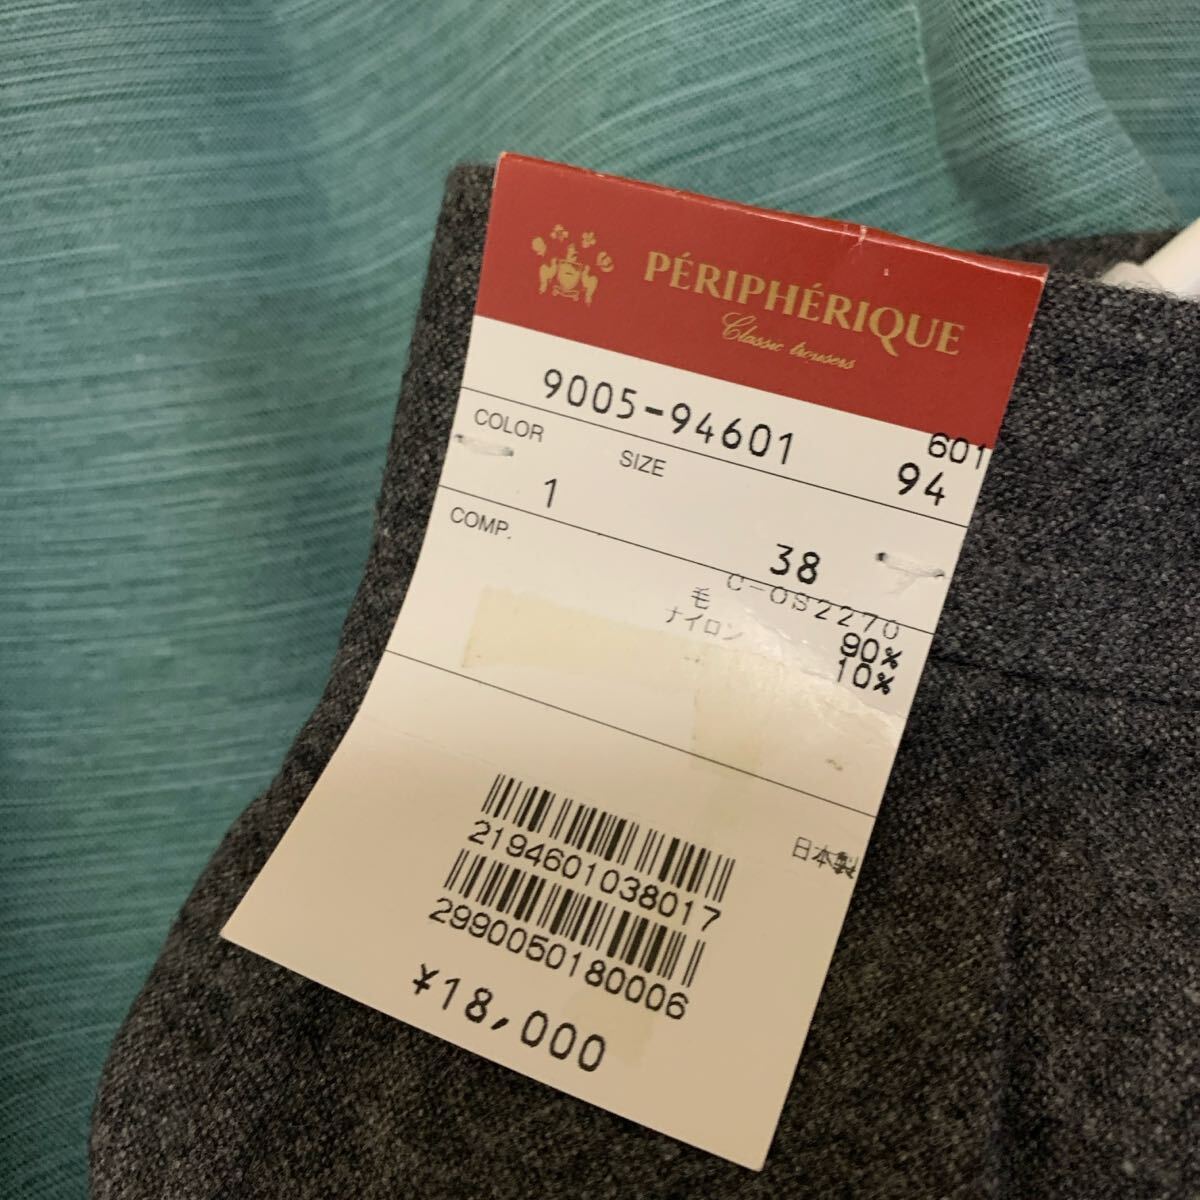 PÉRIPHÉRIQUE
Classic trousers
9005-94601
601
94
COLOR
SIZE
1
38
COMP.
C-OS2270
毛 90%
ナイロン 10%
日本製
2194601038017
2990050180006
¥18,000